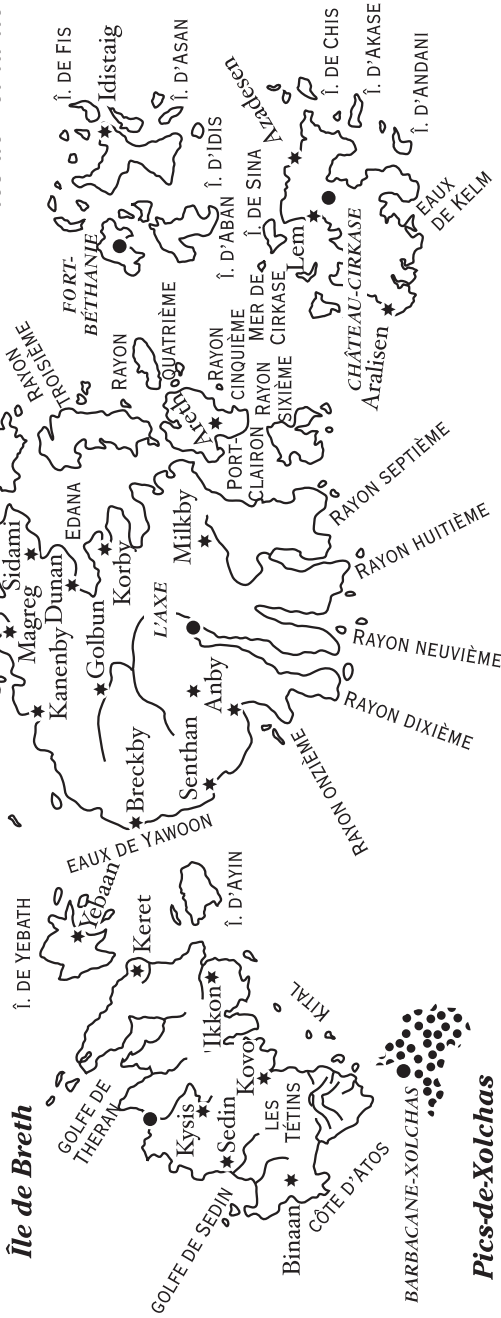 Île de Breth
GOLFE DE
THERAN
Kysis
Sedin
GOLFE DE SEDIN
Binaan
CÔTE D'ATOS
LES
TÉTINS
Kovo
'Ikkon
KITAL
Keret
Î. DE YEBATH
Yebaan
Î. D'AYIN
BARBACANE-XOLCHAS
Pics-de-Xolchas
EAUX DE YAWOON
Breckby
Senthan
Anby
Kanenby
Magreg
Sidami
Dunan
Golbun
EDANA
Korby
L'AXE
Milkby
RAYON ONZIÈME
RAYON DIXIÈME
RAYON NEUVIÈME
RAYON HUITIÈME
RAYON SEPTIÈME
RAYON
TROISIÈME
RAYON
QUATRIÈME
RAYON
CINQUIÈME
RAYON
SIXIÈME
Areth
PORT-
CLAIRON
MER DE
CIRKASE
FORT-
BÉTHANIE
Î. DE FIS
Idistaig
Î. D'ASAN
Î. D'IDIS
Î. D'ABAN
Î. DE SINA
Azadesen
Lem
CHÂTEAU-CIRKASE
Aralisen
Î. DE CHIS
Î. D'AKASE
Î. D'ANDANI
EAUX
DE KELM